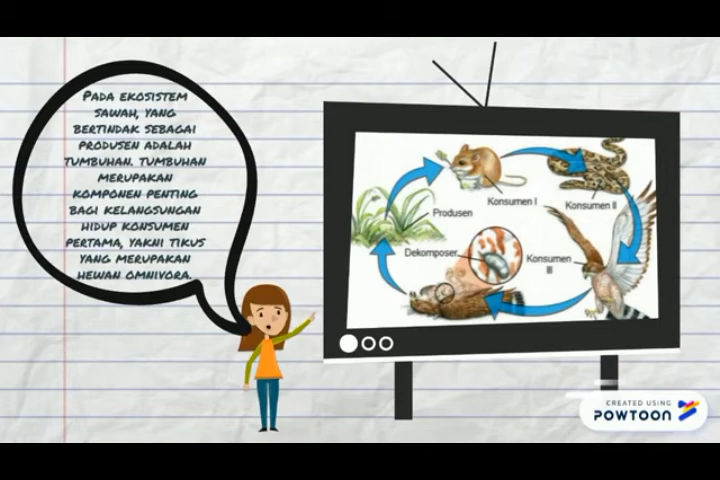 PADA EKOSISTEM
SAWAH, YANG
BERTINDAK SEBAGAI
PRODUSEN ADALAH
TUMBUHAN. TUMBUHAN
MERUPAKAN
KOMPONEN PENTING
BAGI KELANGSUNGAN
HIDUP KONSUMEN
PERTAMA, YAKNI TIKUS
YANG MERUPAKAN
HEWAN OMNIVORA.
Konsumen I
Konsumen II
Produsen
Dekomposer
Konsumen
III
CREATED USING
POWTOON